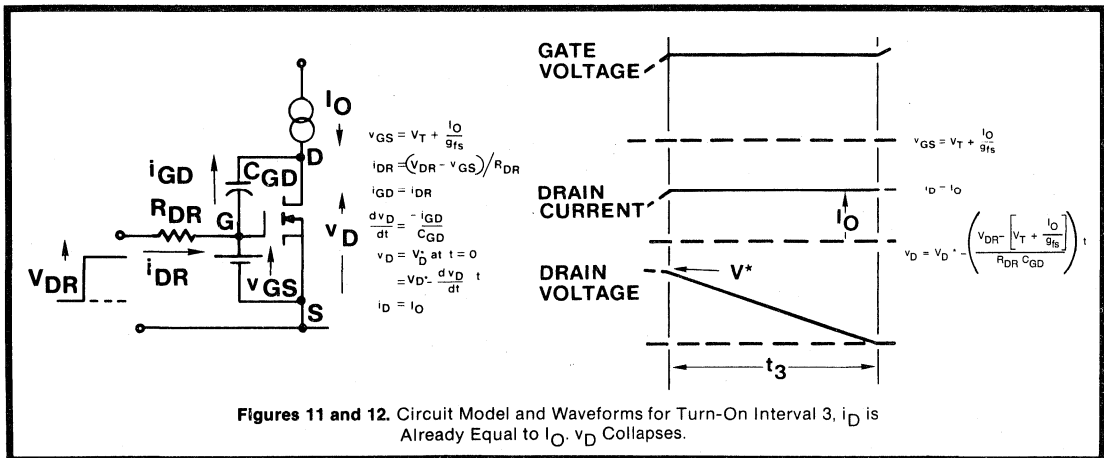 I_O
D
i_GD
C_GD
R_DR
G
v_D
V_DR
i_DR
v_GS
S
v_GS = V_T + I_O/g_fs
i_DR = (V_DR - v_GS)/R_DR
i_GD = i_DR
dv_D/dt = -i_GD/C_GD
v_D = V_D* at t = 0
= V_D* - dv_D/dt t
i_D = I_O
GATE
VOLTAGE
v_GS = V_T + I_O/g_fs
DRAIN
CURRENT
i_D - I_O
I_O
v_D = V_D* - (V_DR - [V_T + I_O/g_fs] / R_DR C_GD) t
DRAIN
VOLTAGE
V*
t_3
Figures 11 and 12. Circuit Model and Waveforms for Turn-On Interval 3, i_D is
Already Equal to I_O. v_D Collapses.